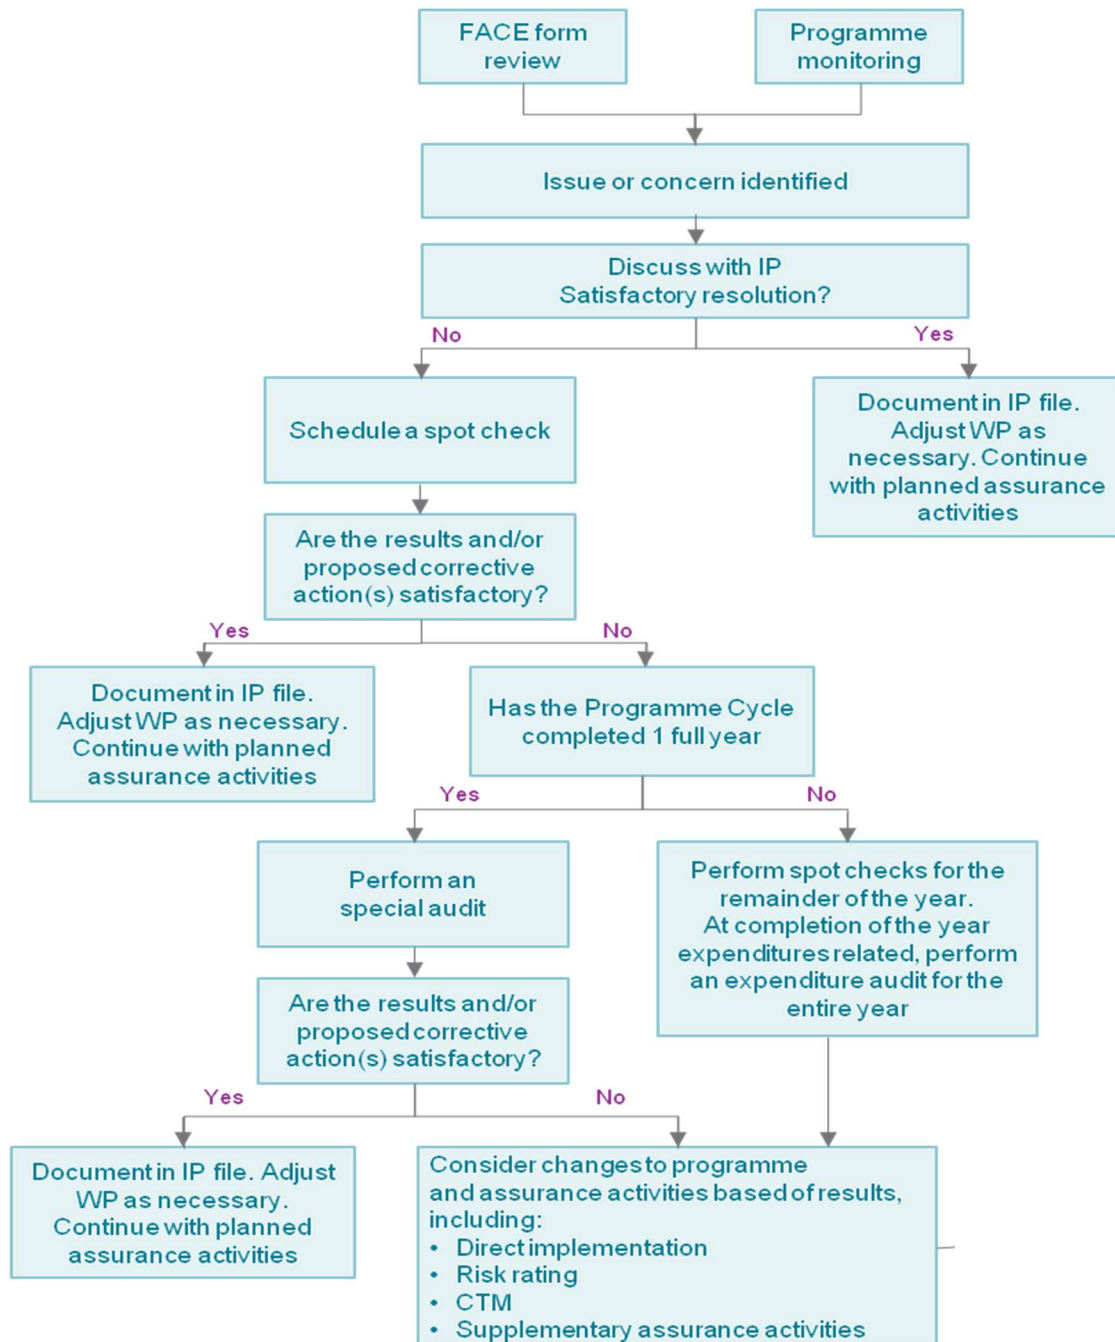 FACE form
review
Programme
monitoring
Issue or concern identified
Discuss with IP
Satisfactory resolution?
No
Yes
Schedule a spot check
Document in IP file.
Adjust WP as
necessary. Continue
with planned assurance
activities
Are the results and/or
proposed corrective
action(s) satisfactory?
Yes
No
Document in IP file.
Adjust WP as necessary.
Continue with planned
assurance activities
Has the Programme Cycle
completed 1 full year
Yes
No
Perform an
special audit
Perform spot checks for the
remainder of the year.
At completion of the year
expenditures related, perform
an expenditure audit for the
entire year
Are the results and/or
proposed corrective
action(s) satisfactory?
Yes
No
Document in IP file. Adjust
WP as necessary.
Continue with planned
assurance activities
Consider changes to programme
and assurance activities based of results,
including:
• Direct implementation
• Risk rating
• CTM
• Supplementary assurance activities